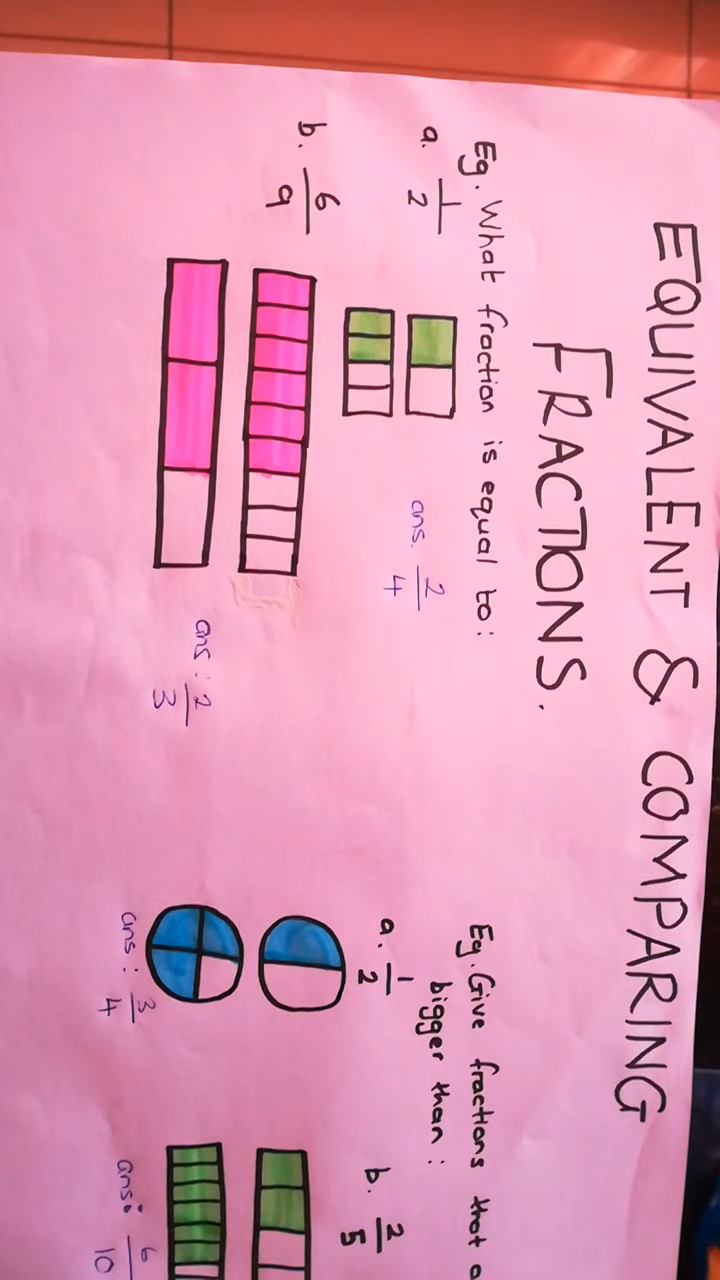 EQUIVALENT & COMPARING
FRACTIONS.
Eg. What fraction is equal to:
a. 1/2
ans. 2/4
b. 6/9
ans: 2/3
Eg. Give fractions that
bigger than:
a. 1/2
ans: 3/4
b. 2/5
ans: 6/10